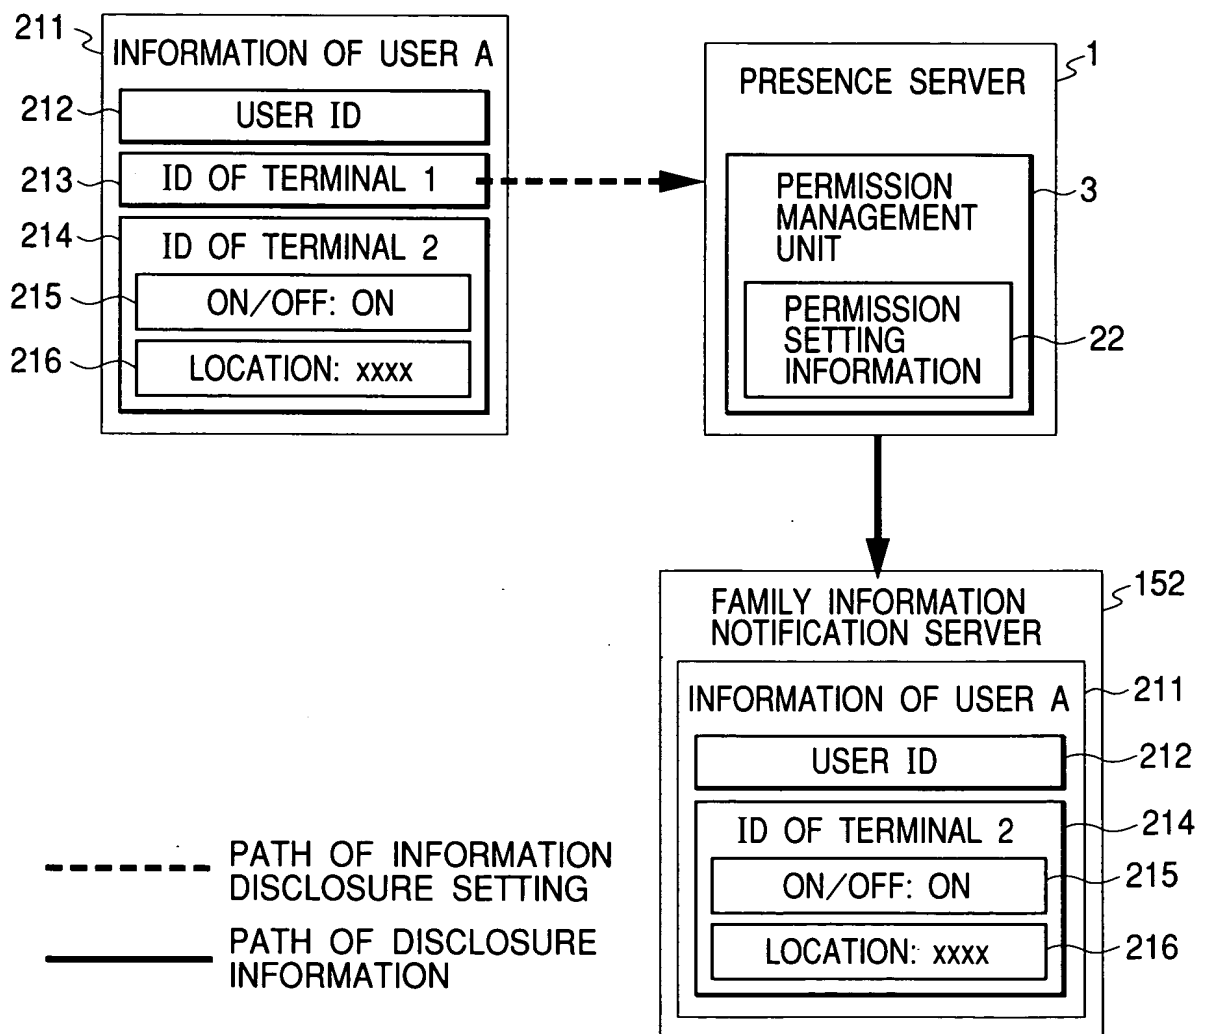 211
INFORMATION OF USER A
212
USER ID
213
ID OF TERMINAL 1
214
ID OF TERMINAL 2
215
ON/OFF: ON
216
LOCATION: xxxx
1
PRESENCE SERVER
3
PERMISSION
MANAGEMENT
UNIT
PERMISSION
SETTING
INFORMATION
22
152
FAMILY INFORMATION
NOTIFICATION SERVER
INFORMATION OF USER A
211
USER ID
212
ID OF TERMINAL 2
214
ON/OFF: ON
215
LOCATION: xxxx
216
PATH OF INFORMATION
DISCLOSURE SETTING
PATH OF DISCLOSURE
INFORMATION